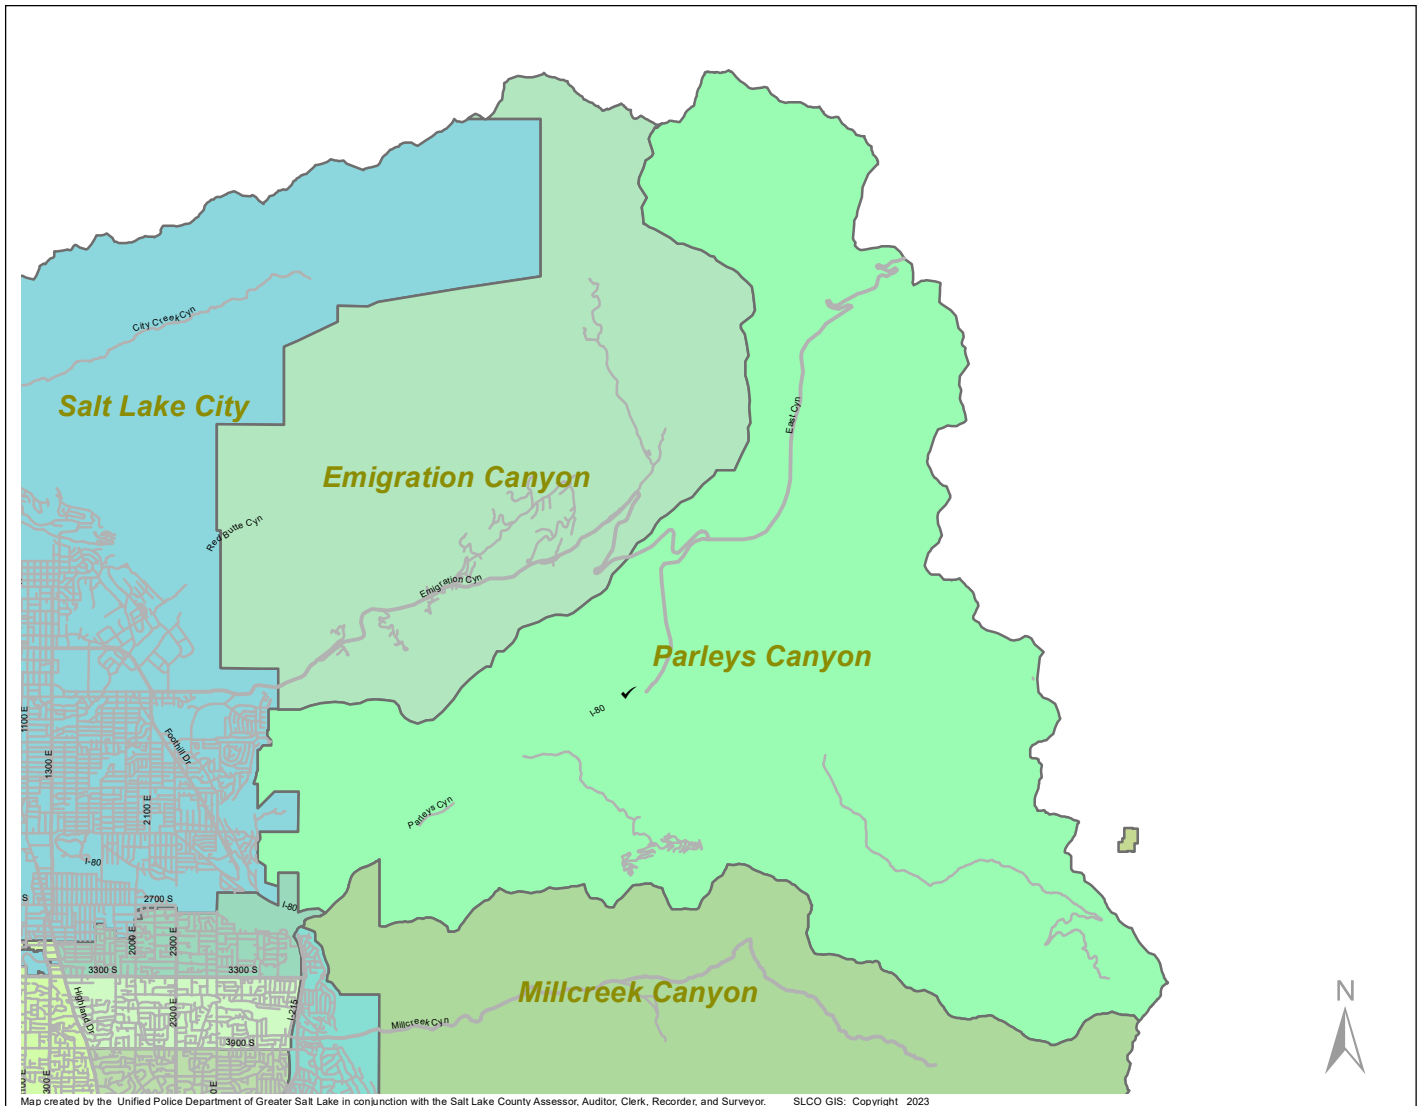 City Creek Cyn
Salt Lake City
East Cyn
Emigration Canyon
Red Butte Cyn
Emigration Cyn
Parleys Canyon
I-80
1100 E
1300 E
Foothill Dr
2100 E
Parleys Cyn
I-80
S
2700 S
I-80
2000 E
2300 E
3300 S
3300 S
Millcreek Canyon
N
Highland Dr
2300 E
I-215
Millcreek Cyn
3900 S
Map created by the Unified Police Department of Greater Salt Lake in conjunction with the Salt Lake County Assessor, Auditor, Clerk, Recorder, and Surveyor. SLCO GIS: Copyright 2023